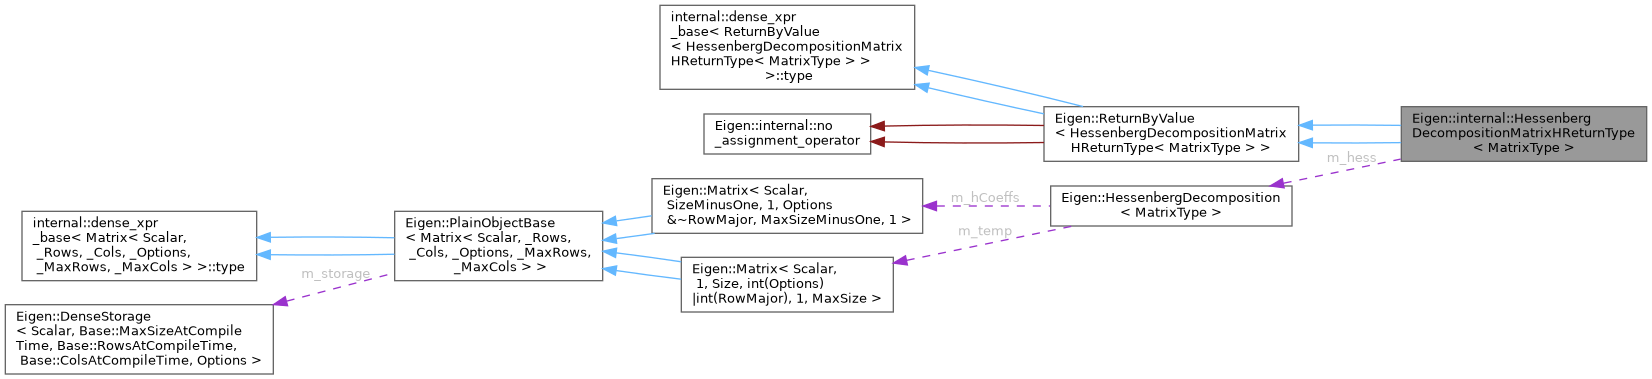 internal::dense_xpr
_base< ReturnByValue
< HessenbergDecompositionMatrix
HReturnType< MatrixType > >
>::type
Eigen::internal::no
_assignment_operator
Eigen::ReturnByValue
< HessenbergDecompositionMatrix
HReturnType< MatrixType > >
Eigen::internal::Hessenberg
DecompositionMatrixHReturnType
< MatrixType >
m_hess
Eigen::HessenbergDecomposition
< MatrixType >
m_hCoeffs
m_temp
Eigen::Matrix< Scalar,
SizeMinusOne, 1, Options
&~RowMajor, MaxSizeMinusOne, 1 >
Eigen::Matrix< Scalar,
1, Size, int(Options)
|int(RowMajor), 1, MaxSize >
Eigen::PlainObjectBase
< Matrix< Scalar, _Rows,
_Cols, _Options, _MaxRows,
_MaxCols > >
internal::dense_xpr
_base< Matrix< Scalar,
_Rows, _Cols, _Options,
_MaxRows, _MaxCols > >::type
m_storage
Eigen::DenseStorage
< Scalar, Base::MaxSizeAtCompile
Time, Base::RowsAtCompileTime,
Base::ColsAtCompileTime, Options >